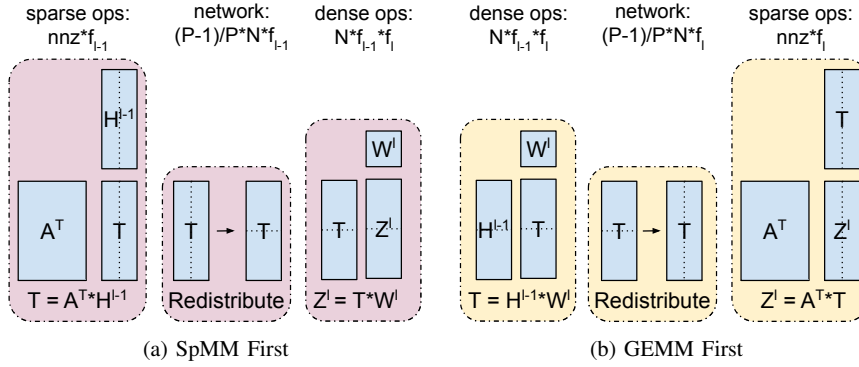 sparse ops:
nnz*f_{l-1}
network:
(P-1)/P*N*f_{l-1}
dense ops:
N*f_{l-1}*f_l
H^{l-1}
A^T
T
T = A^T*H^{l-1}
T → T
Redistribute
W^l
T
Z^l
Z^l = T*W^l
(a) SpMM First
dense ops:
N*f_{l-1}*f_l
network:
(P-1)/P*N*f_l
sparse ops:
nnz*f_l
W^l
H^{l-1}
T
T = H^{l-1}*W^l
T → T
Redistribute
T
A^T
Z^l
Z^l = A^T*T
(b) GEMM First